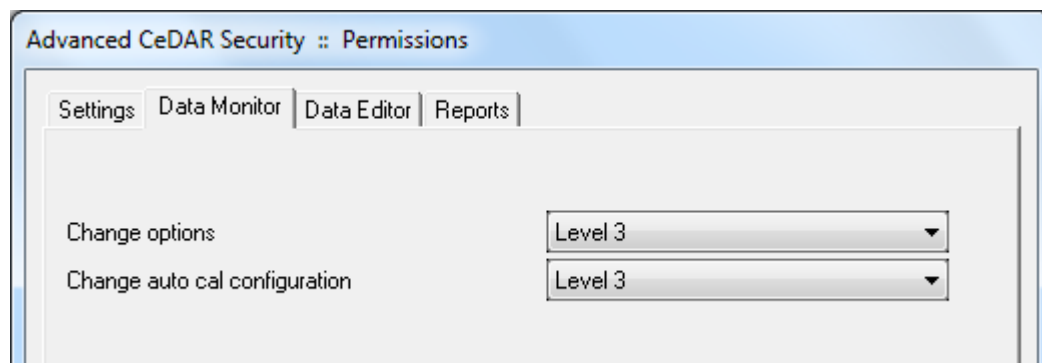 Advanced CeDAR Security :: Permissions
Settings Data Monitor Data Editor Reports
Change options Level 3
Change auto cal configuration Level 3